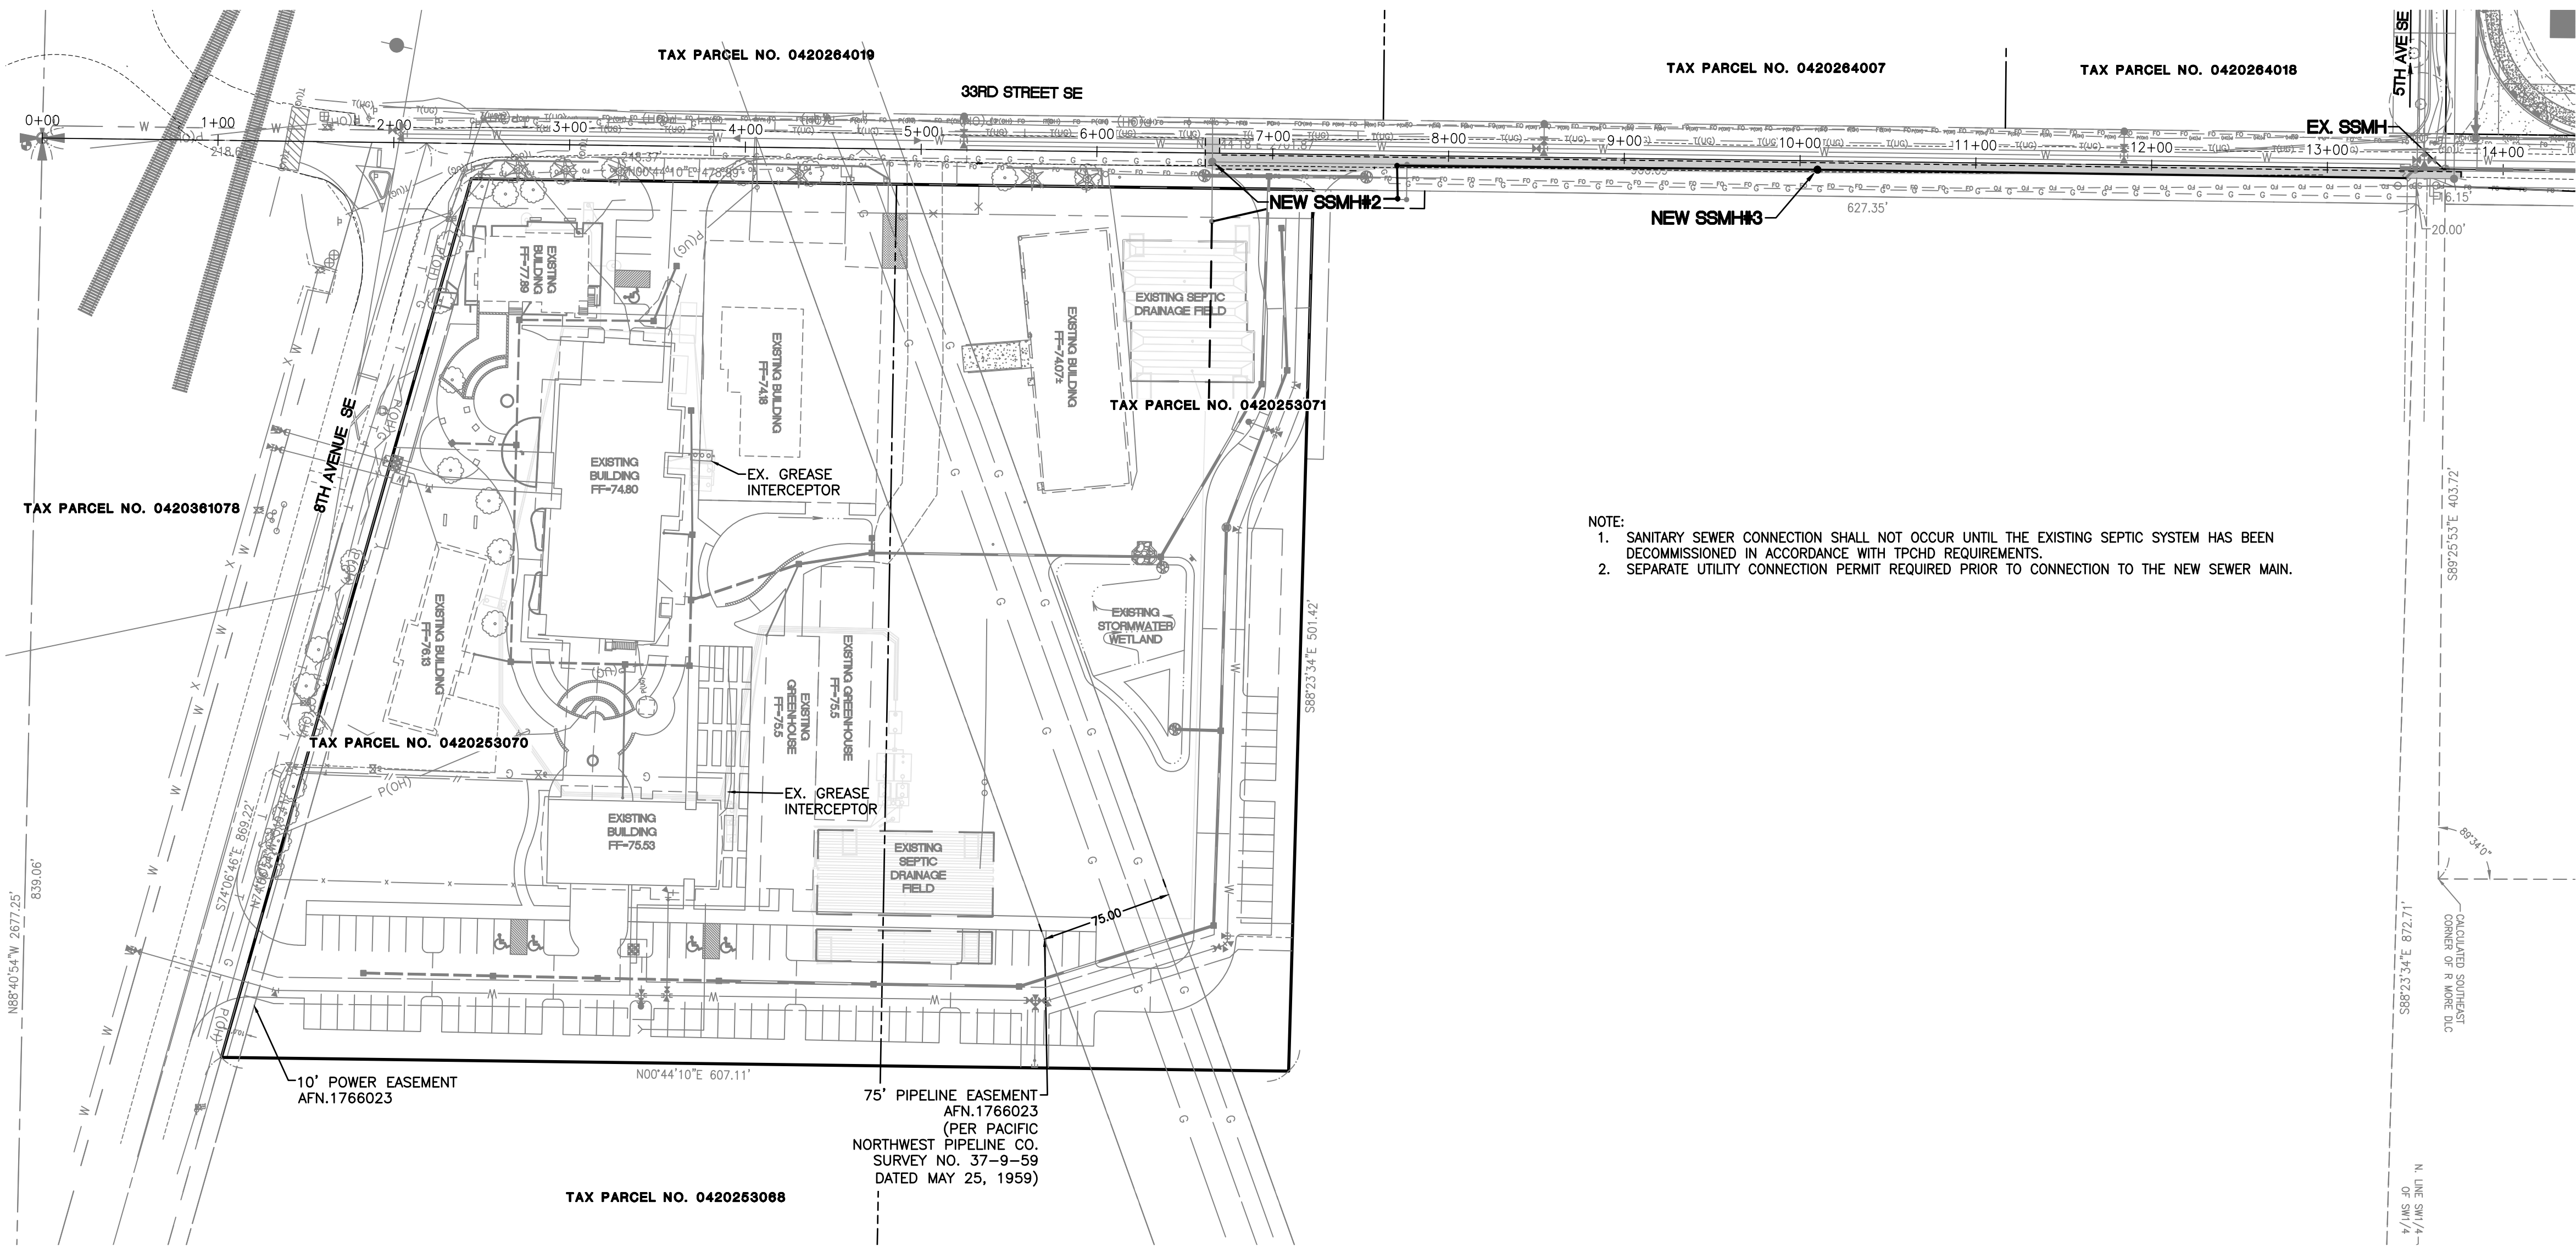 TAX PARCEL NO. 0420264019
33RD STREET SE
TAX PARCEL NO. 0420264007
TAX PARCEL NO. 0420264018
5TH AVE SE
EX. SSMH
0+00
1+00
2+00
3+00
4+00
5+00
6+00
7+00
8+00
9+00
10+00
11+00
12+00
13+00
14+00
NEW SSMH#2
NEW SSMH#3
627.35'
20.00'
EXISTING
BUILDING
FF=77.89
EXISTING BUILDING
FF=74.18
EXISTING BUILDING
FF=74.07±
EXISTING SEPTIC
DRAINAGE FIELD
TAX PARCEL NO. 0420253071
8TH AVENUE SE
TAX PARCEL NO. 0420361078
EXISTING
BUILDING
FF=74.80
EX. GREASE
INTERCEPTOR
NOTE:
1. SANITARY SEWER CONNECTION SHALL NOT OCCUR UNTIL THE EXISTING SEPTIC SYSTEM HAS BEEN
DECOMMISSIONED IN ACCORDANCE WITH TPCHD REQUIREMENTS.
2. SEPARATE UTILITY CONNECTION PERMIT REQUIRED PRIOR TO CONNECTION TO THE NEW SEWER MAIN.
S89°25'53"E 403.72'
EXISTING BUILDING
FF=76.13
EXISTING
STORMWATER
WETLAND
S88°23'34"E 501.42'
EXISTING GREENHOUSE
FF=75.5
EXISTING
GREENHOUSE
FF=75.5
TAX PARCEL NO. 0420253070
P(OH)
EX. GREASE
INTERCEPTOR
EXISTING
BUILDING
FF=75.53
EXISTING
SEPTIC
DRAINAGE
FIELD
75.00
S74°06'46"E 869.22'
839.06'
N88°40'54"W 2677.25'
89°34'0"
CALCULATED SOUTHEAST
CORNER OF R MORE DLC
S88°23'34"E 872.71'
10' POWER EASEMENT
AFN.1766023
N00°44'10"E 607.11'
75' PIPELINE EASEMENT
AFN.1766023
(PER PACIFIC
NORTHWEST PIPELINE CO.
SURVEY NO. 37-9-59
DATED MAY 25, 1959)
TAX PARCEL NO. 0420253068
N. LINE SW1/4
OF SW1/4